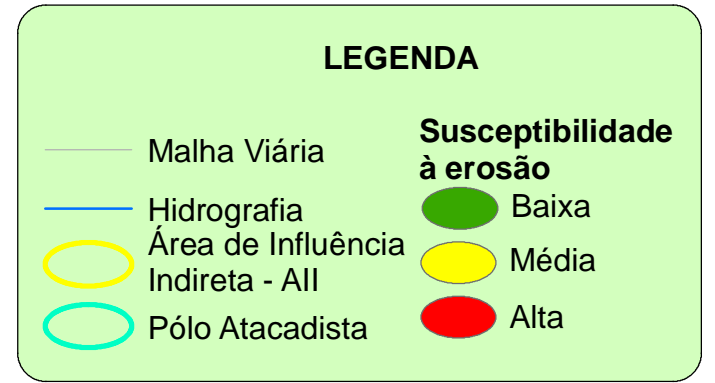 LEGENDA
Malha Viária
Hidrografia
Área de Influência
Indireta - AII
Pólo Atacadista
Susceptibilidade
à erosão
Baixa
Média
Alta